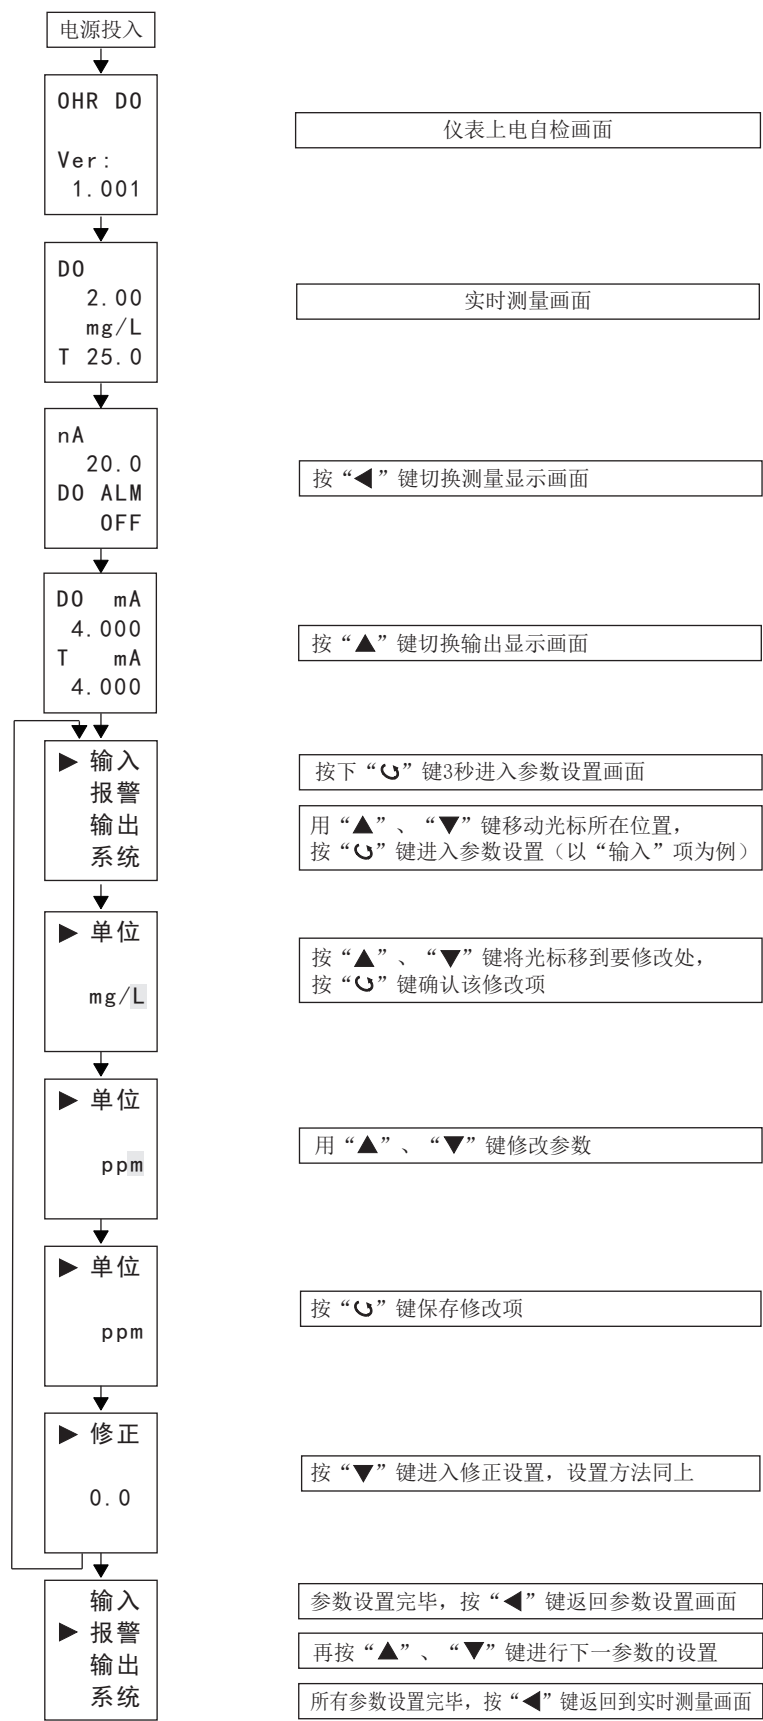 电源投入
OHR DO
Ver:
1.001
仪表上电自检画面
DO
2.00
mg/L
T 25.0
实时测量画面
nA
20.0
DO ALM
OFF
按“◀”键切换测量显示画面
DO mA
4.000
T mA
4.000
按“▲”键切换输出显示画面
▶ 输入
报警
输出
系统
按下“↺”键3秒进入参数设置画面
用“▲”、“▼”键移动光标所在位置，
按“↺”键进入参数设置（以“输入”项为例）
▶ 单位
mg/L
按“▲”、“▼”键将光标移到要修改处，
按“↺”键确认该修改项
▶ 单位
ppm
用“▲”、“▼”键修改参数
▶ 单位
ppm
按“↺”键保存修改项
▶ 修正
0.0
按“▼”键进入修正设置，设置方法同上
输入
▶ 报警
输出
系统
参数设置完毕，按“◀”键返回参数设置画面
再按“▲”、“▼”键进行下一参数的设置
所有参数设置完毕，按“◀”键返回到实时测量画面